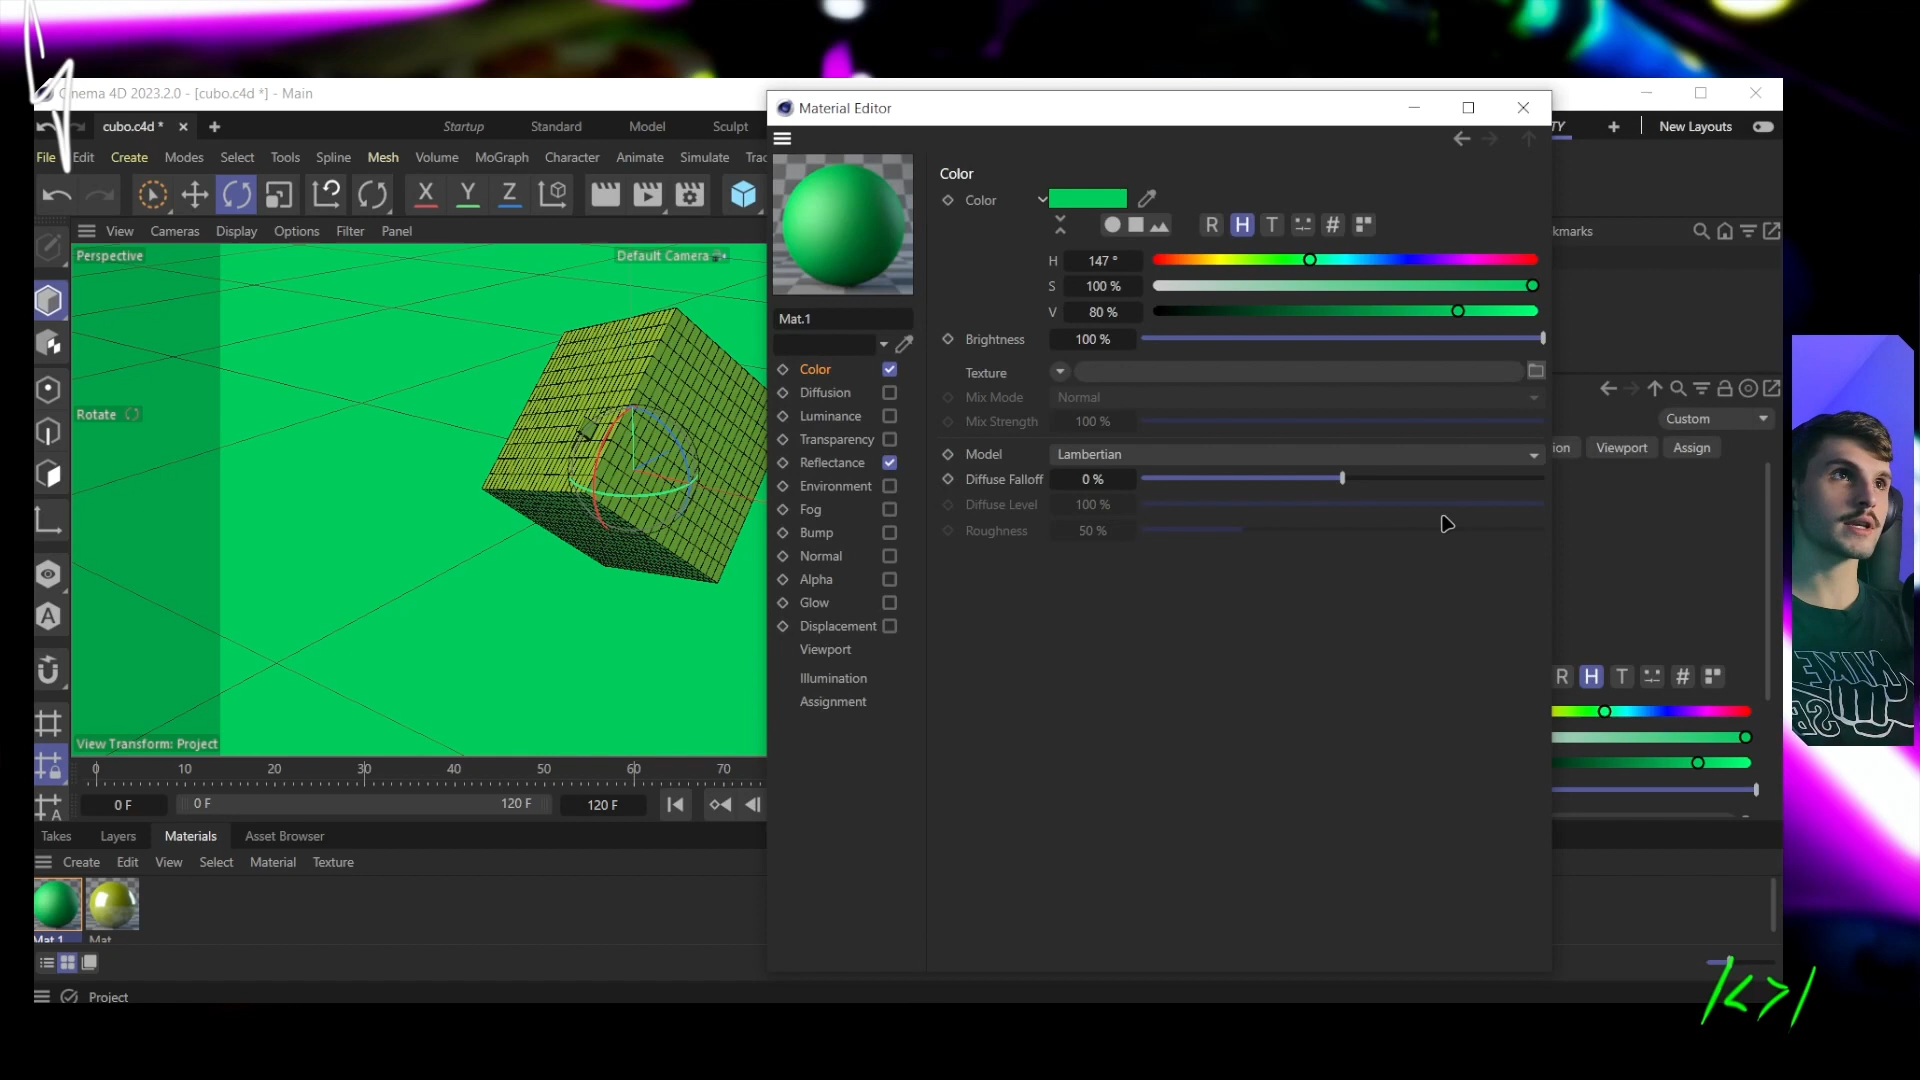 Cinema 4D 2023.2.0 - [cubo.c4d *] - Main
cubo.c4d *
Startup
Standard
Model
Sculpt
New Layouts
File Edit Create Modes Select Tools Spline Mesh Volume MoGraph Character Animate Simulate Trac
X Y Z
View Cameras Display Options Filter Panel
Perspective
Default Camera
Rotate
View Transform: Project
0 10 20 30 40 50 60 70
0 F
0 F
120 F
120 F
Takes Layers Materials Asset Browser
Create Edit View Select Material Texture
Mat.1
Mat
Project
Material Editor
Mat.1
Color
Diffusion
Luminance
Transparency
Reflectance
Environment
Fog
Bump
Normal
Alpha
Glow
Displacement
Viewport
Illumination
Assignment
Color
Color
R H T #
H 147 °
S 100 %
V 80 %
Brightness 100 %
Texture
Mix Mode Normal
Mix Strength 100 %
Model Lambertian
Diffuse Falloff 0 %
Diffuse Level 100 %
Roughness 50 %
kmarks
Custom
ion Viewport Assign
R H T #